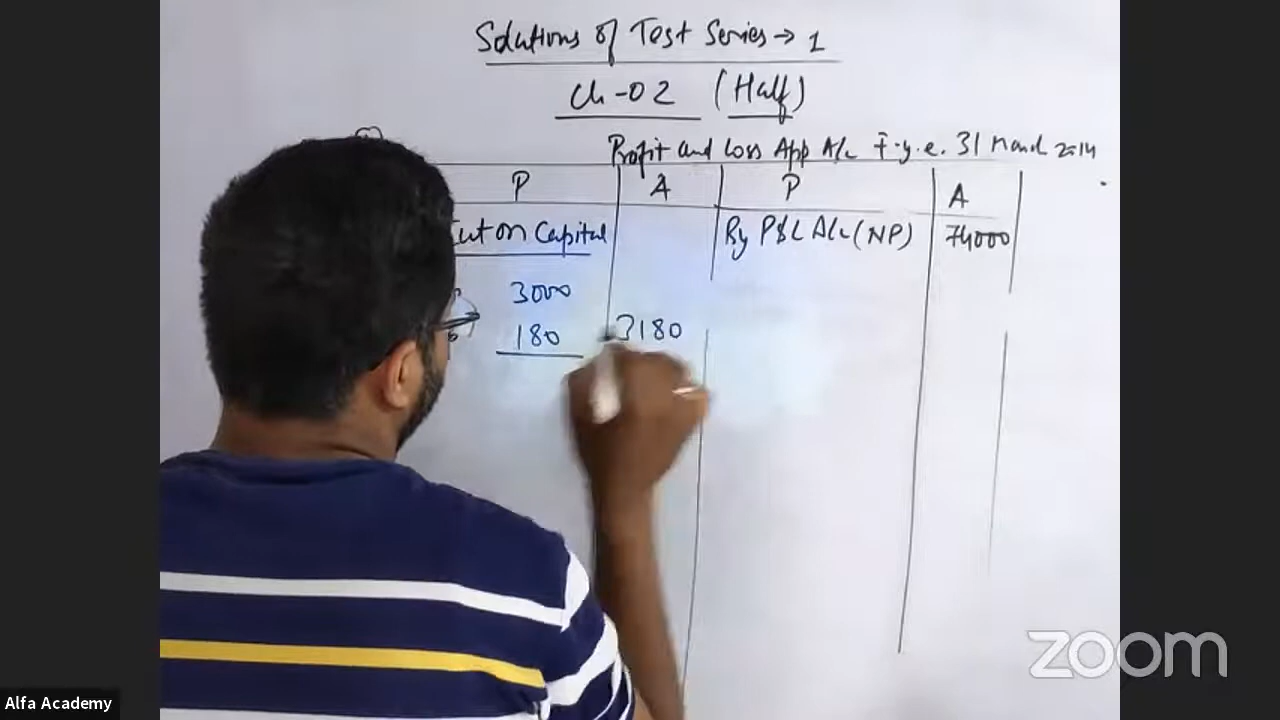 Solutions of Test Series → 1
Ch-02 (Half)
Profit and Loss App A/c F.y.e. 31 March 2014
P A P A
Int on Capital By P&L A/c (NP) 74000
3000
180 3180
zoom
Alfa Academy